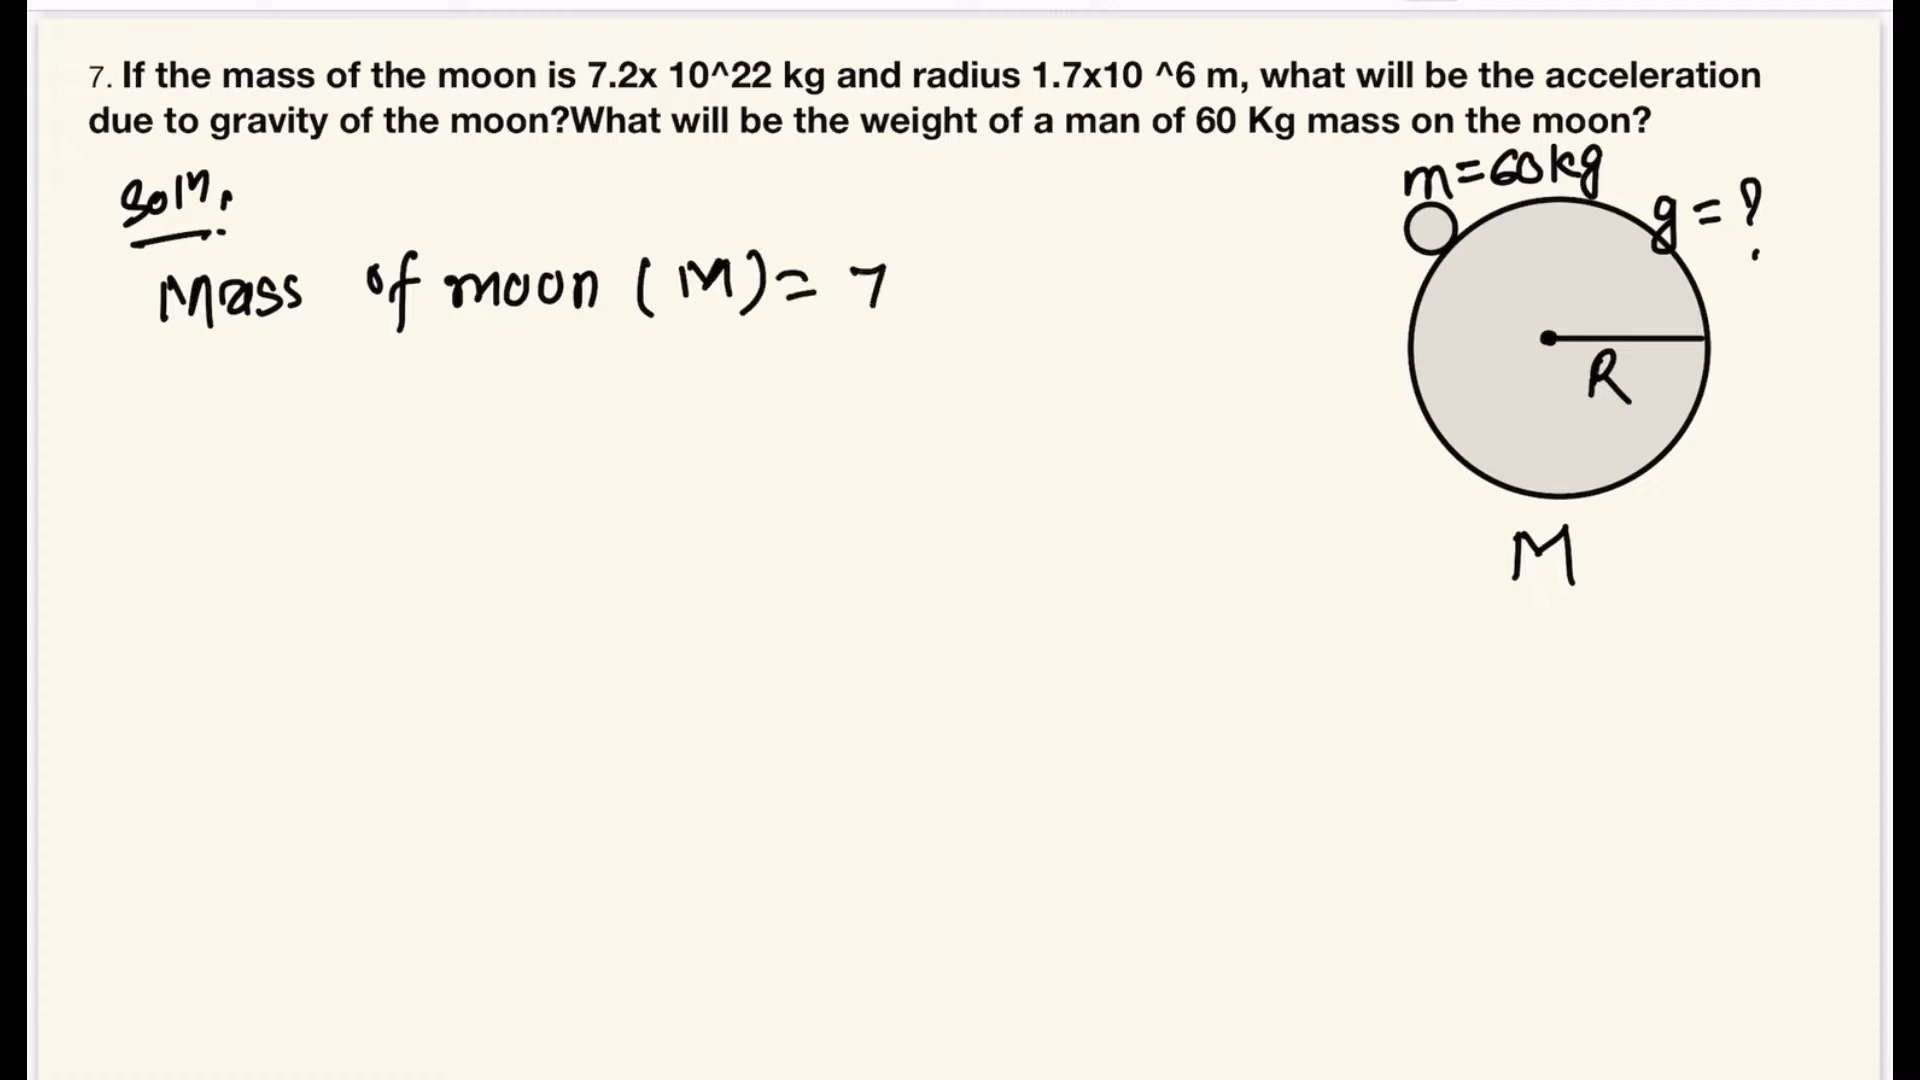 7. If the mass of the moon is 7.2x 10^22 kg and radius 1.7x10 ^6 m, what will be the acceleration
due to gravity of the moon?What will be the weight of a man of 60 Kg mass on the moon?
Soln.
m=60kg
g = ?
Mass of moon (M) = 7
R
M